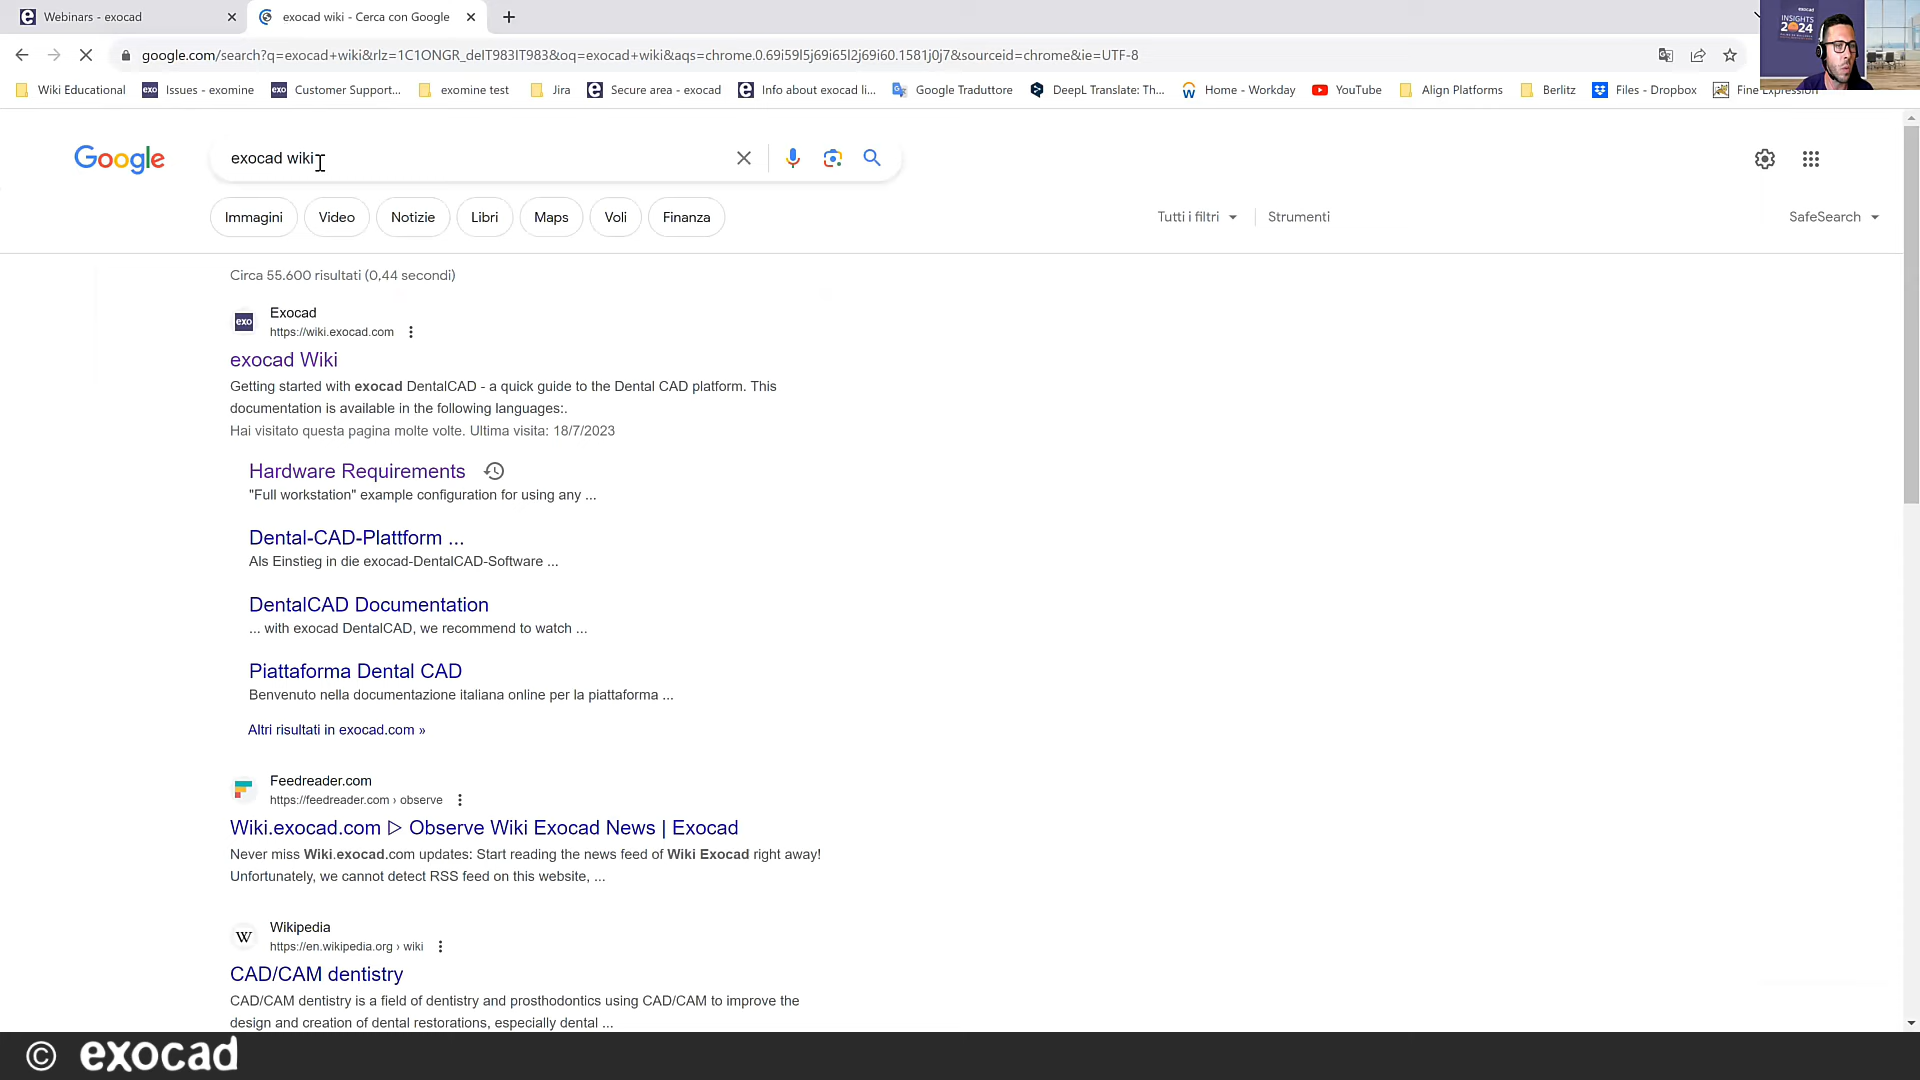 Webinars - exocad
exocad wiki - Cerca con Google
google.com/search?q=exocad+wiki&rlz=1C1ONGR_deIT983IT983&oq=exocad+wiki&aqs=chrome.0.69i59l5j69i65l2j69i60.1581j0j7&sourceid=chrome&ie=UTF-8
Wiki Educational
exo Issues - examine
exo Customer Support...
exomine test
Jira
Secure area - exocad
Info about exocad li...
Google Traduttore
DeepL Translate: Th...
Home - Workday
YouTube
Align Platforms
Berlitz
Files - Dropbox
Fine Expression
exocad
INSIGHTS
2024
Google
exocad wiki
Immagini
Video
Notizie
Libri
Maps
Voli
Finanza
Tutti i filtri
Strumenti
SafeSearch
Circa 55.600 risultati (0,44 secondi)
exo
Exocad
https://wiki.exocad.com
exocad Wiki
Getting started with exocad DentalCAD - a quick guide to the Dental CAD platform. This
documentation is available in the following languages:.
Hai visitato questa pagina molte volte. Ultima visita: 18/7/2023
Hardware Requirements
"Full workstation" example configuration for using any ...
Dental-CAD-Plattform ...
Als Einstieg in die exocad-DentalCAD-Software ...
DentalCAD Documentation
... with exocad DentalCAD, we recommend to watch ...
Piattaforma Dental CAD
Benvenuto nella documentazione italiana online per la piattaforma ...
Altri risultati in exocad.com »
Feedreader.com
https://feedreader.com › observe
Wiki.exocad.com ▷ Observe Wiki Exocad News | Exocad
Never miss Wiki.exocad.com updates: Start reading the news feed of Wiki Exocad right away!
Unfortunately, we cannot detect RSS feed on this website, ...
W
Wikipedia
https://en.wikipedia.org › wiki
CAD/CAM dentistry
CAD/CAM dentistry is a field of dentistry and prosthodontics using CAD/CAM to improve the
design and creation of dental restorations, especially dental ...
© exocad